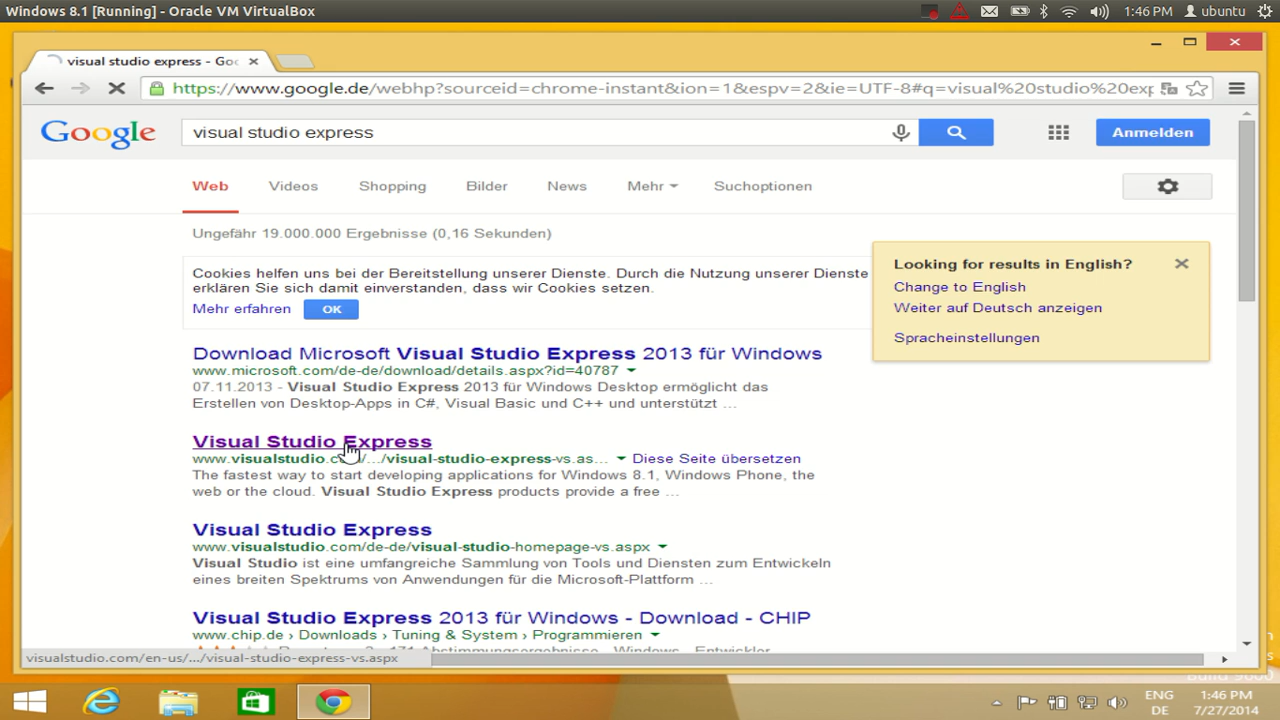 Windows 8.1 [Running] - Oracle VM VirtualBox
1:46 PM ubuntu
visual studio express - Goo
https://www.google.de/webhp?sourceid=chrome-instant&ion=1&espv=2&ie=UTF-8#q=visual%20studio%20exp
Google visual studio express Anmelden
Web Videos Shopping Bilder News Mehr Suchoptionen
Ungefähr 19.000.000 Ergebnisse (0,16 Sekunden)
Cookies helfen uns bei der Bereitstellung unserer Dienste. Durch die Nutzung unserer Dienste
erklären Sie sich damit einverstanden, dass wir Cookies setzen.
Mehr erfahren OK
Looking for results in English?
Change to English
Weiter auf Deutsch anzeigen
Spracheinstellungen
Download Microsoft Visual Studio Express 2013 für Windows
www.microsoft.com/de-de/download/details.aspx?id=40787
07.11.2013 - Visual Studio Express 2013 für Windows Desktop ermöglicht das
Erstellen von Desktop-Apps in C#, Visual Basic und C++ und unterstützt ...
Visual Studio Express
www.visualstudio.c /.../visual-studio-express-vs.as... Diese Seite übersetzen
The fastest way to start developing applications for Windows 8.1, Windows Phone, the
web or the cloud. Visual Studio Express products provide a free ...
Visual Studio Express
www.visualstudio.com/de-de/visual-studio-homepage-vs.aspx
Visual Studio ist eine umfangreiche Sammlung von Tools und Diensten zum Entwickeln
eines breiten Spektrums von Anwendungen für die Microsoft-Plattform ...
Visual Studio Express 2013 für Windows - Download - CHIP
www.chip.de › Downloads › Tuning & System › Programmieren
171 Abstimmungsergebnisse - Windows - Entwickler
visualstudio.com/en-us/.../visual-studio-express-vs.aspx
Build 9600
ENG
DE
1:46 PM
7/27/2014